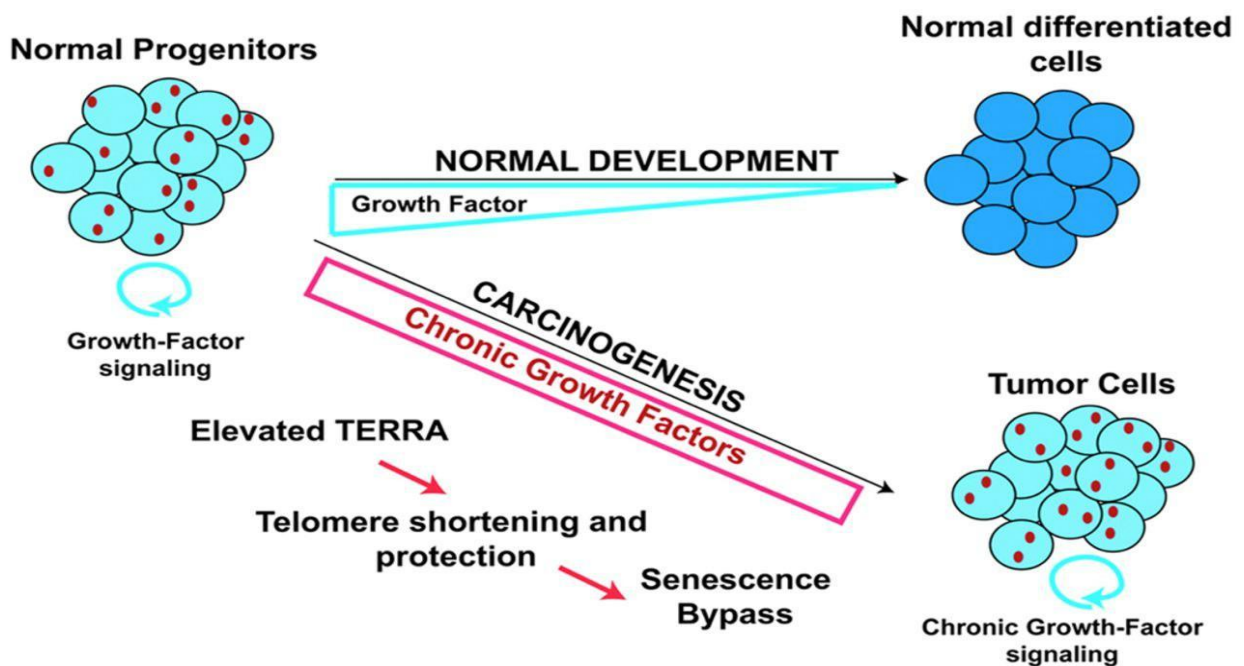 Normal Progenitors
Normal differentiated
cells
NORMAL DEVELOPMENT
Growth Factor
Growth-Factor
signaling
CARCINOGENESIS
Chronic Growth Factors
Elevated TERRA
Telomere shortening and
protection
Senescence
Bypass
Tumor Cells
Chronic Growth-Factor
signaling